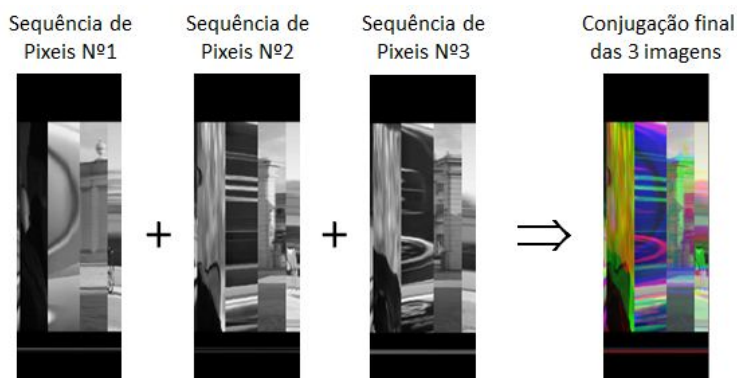 Sequência de
Pixeis Nº1
Sequência de
Pixeis Nº2
Sequência de
Pixeis Nº3
Conjugação final
das 3 imagens
+
+
⇒